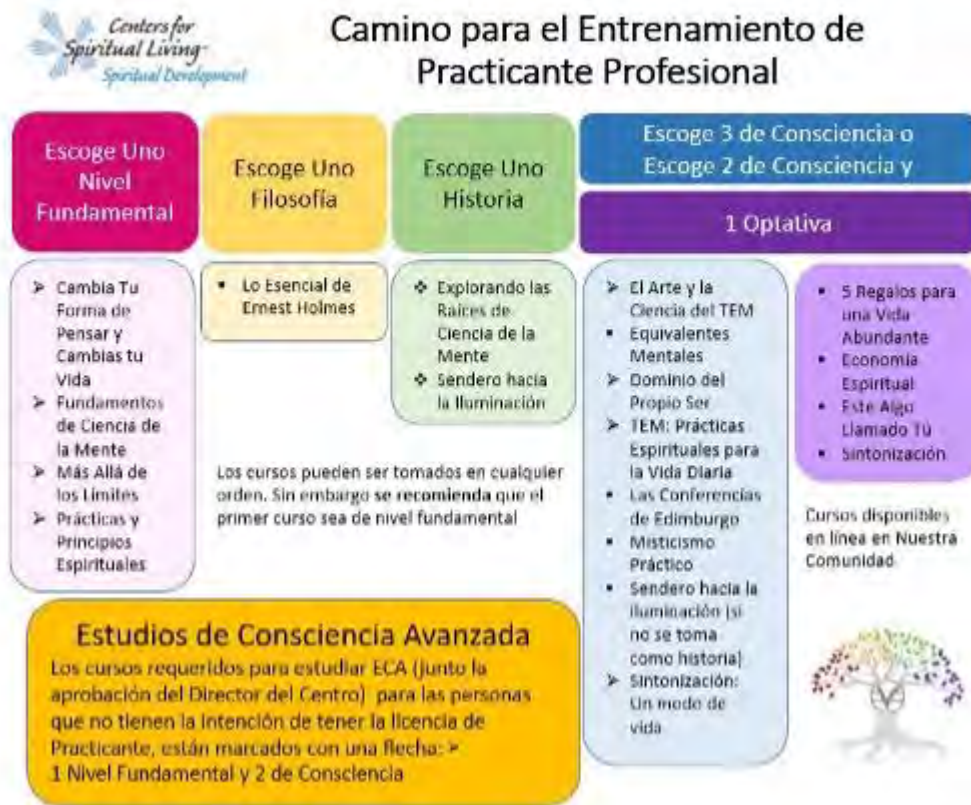 Centers for
Spiritual Living
Spiritual Development
Camino para el Entrenamiento de
Practicante Profesional
Escoge Uno
Nivel
Fundamental
Escoge Uno
Filosofía
Escoge Uno
Historia
Escoge 3 de Consciencia o
Escoge 2 de Consciencia y
1 Optativa
➤ Cambia Tu
Forma de
Pensar y
Cambias tu
Vida
➤ Fundamentos
de Ciencia de
la Mente
➤ Más Allá de
los Límites
➤ Prácticas y
Principios
Espirituales
▪ Lo Esencial de
Ernest Holmes
❖ Explorando las
Raíces de
Ciencia de la
Mente
❖ Sendero hacia
la Iluminación
➤ El Arte y la
Ciencia del TEM
▪ Equivalentes
Mentales
➤ Dominio del
Propio Ser
➤ TEM: Prácticas
Espirituales para
la Vida Diaria
▪ Las Conferencias
de Edimburgo
▪ Misticismo
Práctico
▪ Sendero hacia la
iluminación (si
no se toma
como historia)
➤ Sintonización:
Un modo de
vida
▪ 5 Regalos para
una Vida
Abundante
▪ Economía
Espiritual
▪ Este Algo
Llamado Tú
▪ Sintonización
Los cursos pueden ser tomados en cualquier
orden. Sin embargo se recomienda que el
primer curso sea de nivel fundamental
Cursos disponibles
en línea en Nuestra
Comunidad
Estudios de Consciencia Avanzada
Los cursos requeridos para estudiar ECA (junto la
aprobación del Director del Centro) para las personas
que no tienen la intención de tener la licencia de
Practicante, están marcados con una flecha: ➤
1 Nivel Fundamental y 2 de Consciencia